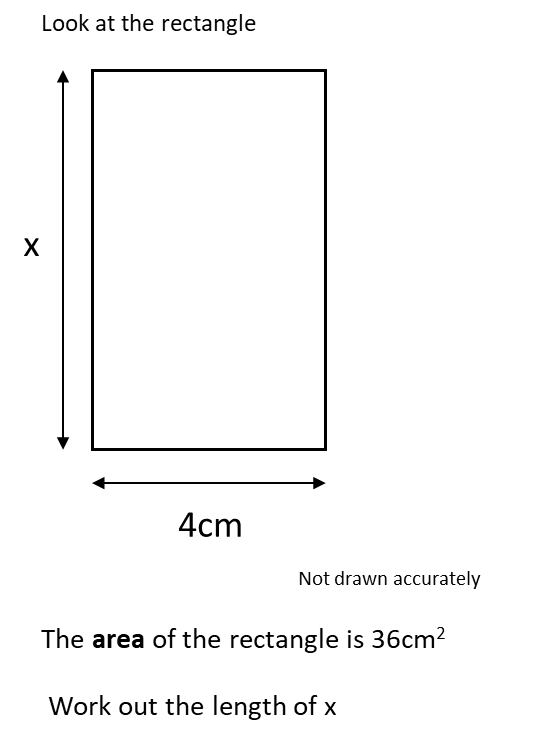 Look at the rectangle
x
4cm
Not drawn accurately
The area of the rectangle is 36cm²
Work out the length of x